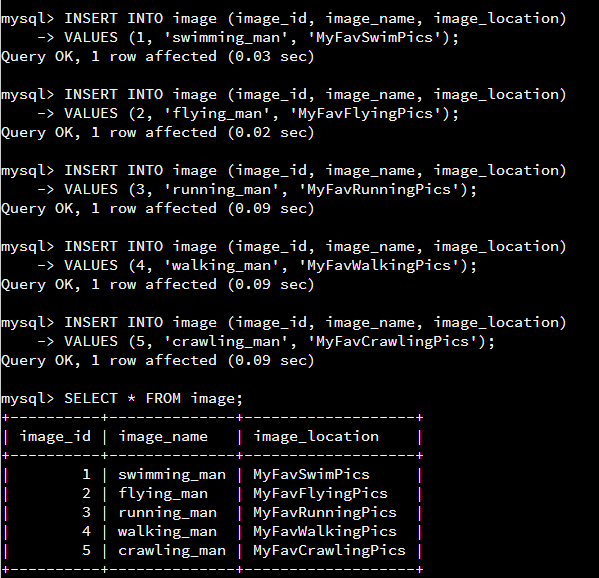 mysql> INSERT INTO image (image_id, image_name, image_location)
    -> VALUES (1, 'swimming_man', 'MyFavSwimPics');
Query OK, 1 row affected (0.03 sec)

mysql> INSERT INTO image (image_id, image_name, image_location)
    -> VALUES (2, 'flying_man', 'MyFavFlyingPics');
Query OK, 1 row affected (0.02 sec)

mysql> INSERT INTO image (image_id, image_name, image_location)
    -> VALUES (3, 'running_man', 'MyFavRunningPics');
Query OK, 1 row affected (0.09 sec)

mysql> INSERT INTO image (image_id, image_name, image_location)
    -> VALUES (4, 'walking_man', 'MyFavWalkingPics');
Query OK, 1 row affected (0.09 sec)

mysql> INSERT INTO image (image_id, image_name, image_location)
    -> VALUES (5, 'crawling_man', 'MyFavCrawlingPics');
Query OK, 1 row affected (0.09 sec)

mysql> SELECT * FROM image;
+----------+--------------+-------------------+
| image_id | image_name   | image_location    |
+----------+--------------+-------------------+
|        1 | swimming_man | MyFavSwimPics     |
|        2 | flying_man   | MyFavFlyingPics   |
|        3 | running_man  | MyFavRunningPics  |
|        4 | walking_man  | MyFavWalkingPics  |
|        5 | crawling_man | MyFavCrawlingPics |
+----------+--------------+-------------------+